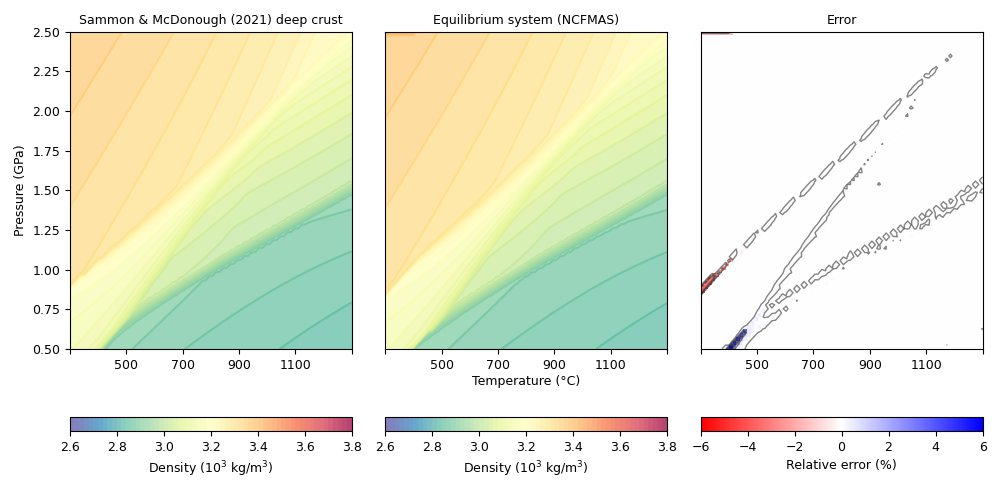 Sammon & McDonough (2021) deep crust
Equilibrium system (NCFMAS)
Error
2.50
2.25
2.00
1.75
1.50
1.25
1.00
0.75
0.50
Pressure (GPa)
500 700 900 1100
500 700 900 1100
500 700 900 1100
Temperature (°C)
2.6 2.8 3.0 3.2 3.4 3.6 3.8
2.6 2.8 3.0 3.2 3.4 3.6 3.8
−6 −4 −2 0 2 4 6
Density (10³ kg/m³)
Density (10³ kg/m³)
Relative error (%)